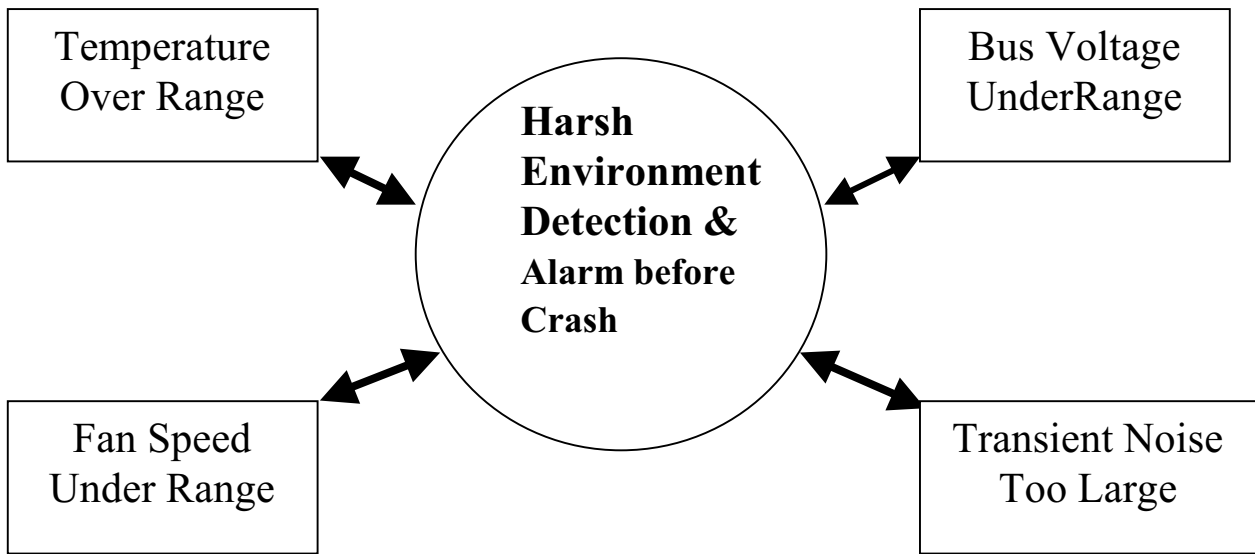 Temperature
Over Range
Bus Voltage
UnderRange
Harsh
Environment
Detection &
Alarm before
Crash
Fan Speed
Under Range
Transient Noise
Too Large